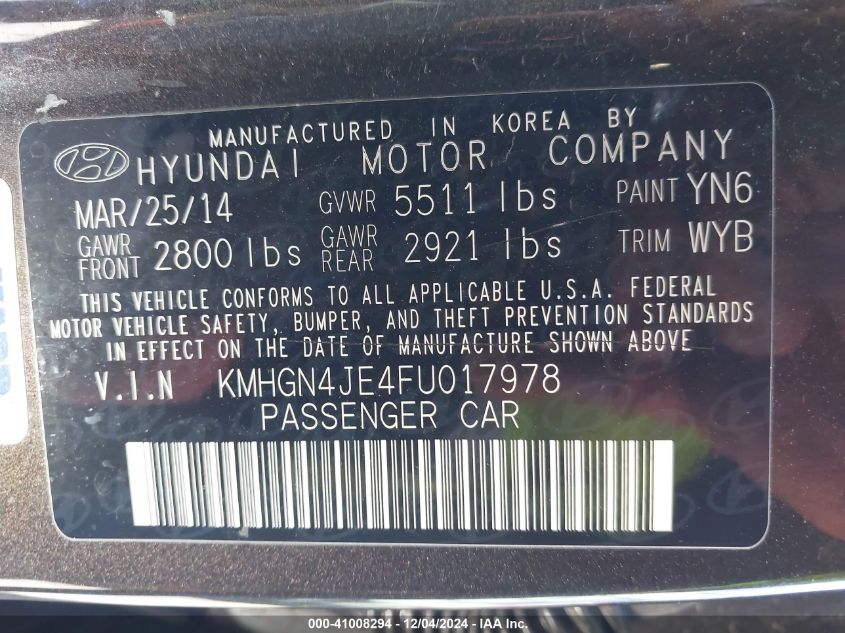 MANUFACTURED IN KOREA BY
HYUNDAI MOTOR COMPANY
MAR/25/14 GVWR 5511 lbs PAINT YN6
GAWR FRONT 2800 lbs GAWR REAR 2921 lbs TRIM WYB
THIS VEHICLE CONFORMS TO ALL APPLICABLE U.S.A. FEDERAL
MOTOR VEHICLE SAFETY, BUMPER, AND THEFT PREVENTION STANDARDS
IN EFFECT ON THE DATE OF MANUFACTURE SHOWN ABOVE
V.I.N KMHGN4JE4FU017978
PASSENGER CAR
000-41008294 - 12/04/2024 - IAA Inc.